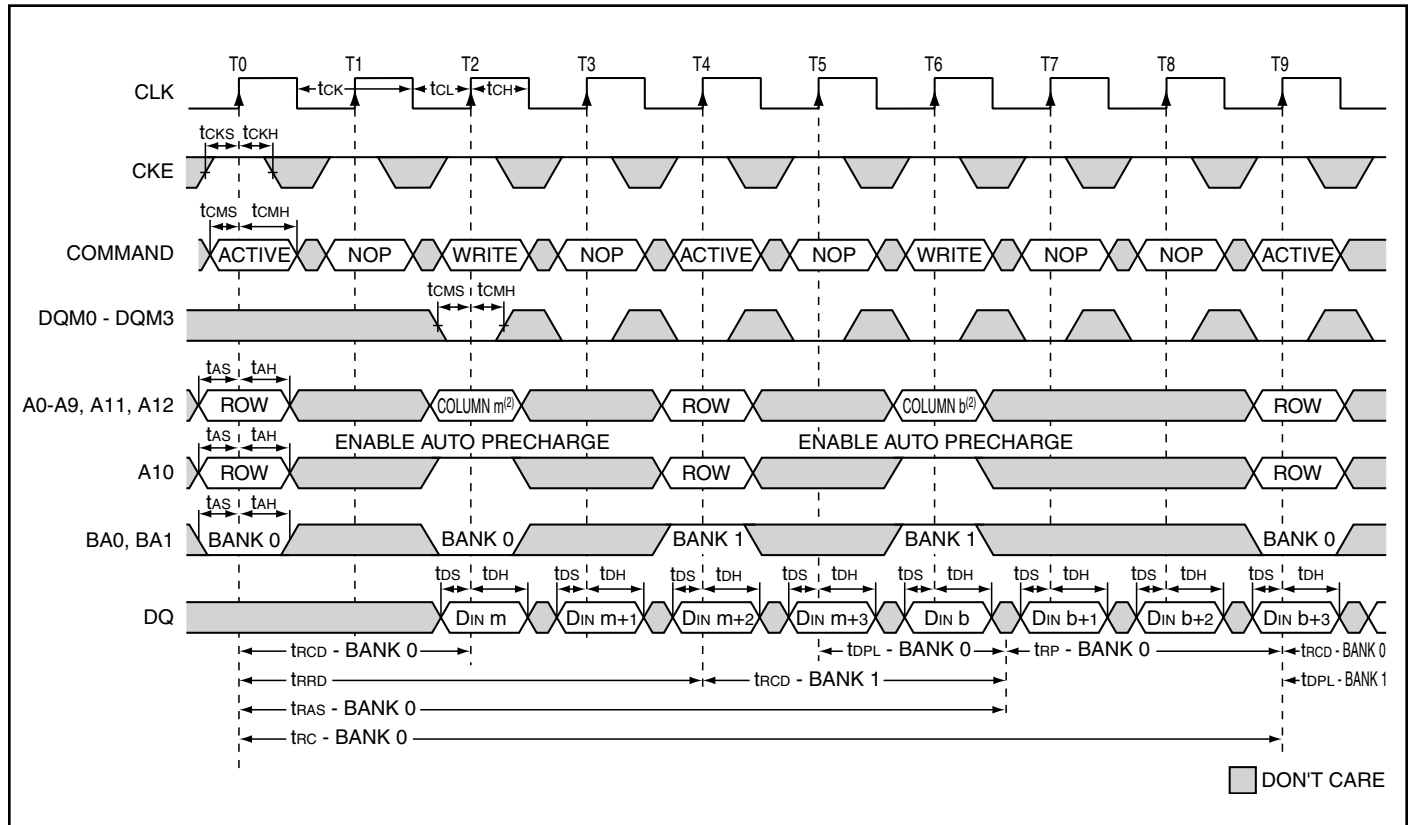 T0 T1 T2 T3 T4 T5 T6 T7 T8 T9
CLK tCK tCL tCH
tCKS tCKH
CKE
tCMS tCMH
COMMAND ACTIVE NOP WRITE NOP ACTIVE NOP WRITE NOP NOP ACTIVE
tCMS tCMH
DQM0 - DQM3
tAS tAH
A0-A9, A11, A12 ROW COLUMN m(2) ROW COLUMN b(2) ROW
tAS tAH ENABLE AUTO PRECHARGE ENABLE AUTO PRECHARGE
A10 ROW ROW ROW
tAS tAH
BA0, BA1 BANK 0 BANK 0 BANK 1 BANK 1 BANK 0
tDS tDH tDS tDH tDS tDH tDS tDH tDS tDH tDS tDH tDS tDH tDS tDH
DQ DIN m DIN m+1 DIN m+2 DIN m+3 DIN b DIN b+1 DIN b+2 DIN b+3
tRCD - BANK 0 tDPL - BANK 0 tRP - BANK 0 tRCD - BANK 0
tRRD tRCD - BANK 1 tDPL - BANK 1
tRAS - BANK 0
tRC - BANK 0
DON'T CARE